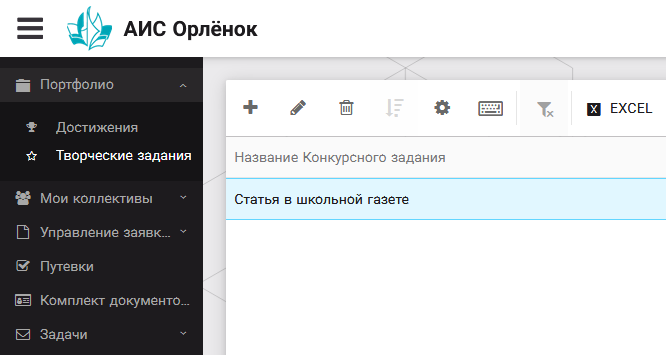 АИС Орлёнок
Портфолио
Достижения
Творческие задания
Мои коллективы
Управление заявк...
Путевки
Комплект документо...
Задачи
EXCEL
Название Конкурсного задания
Статья в школьной газете